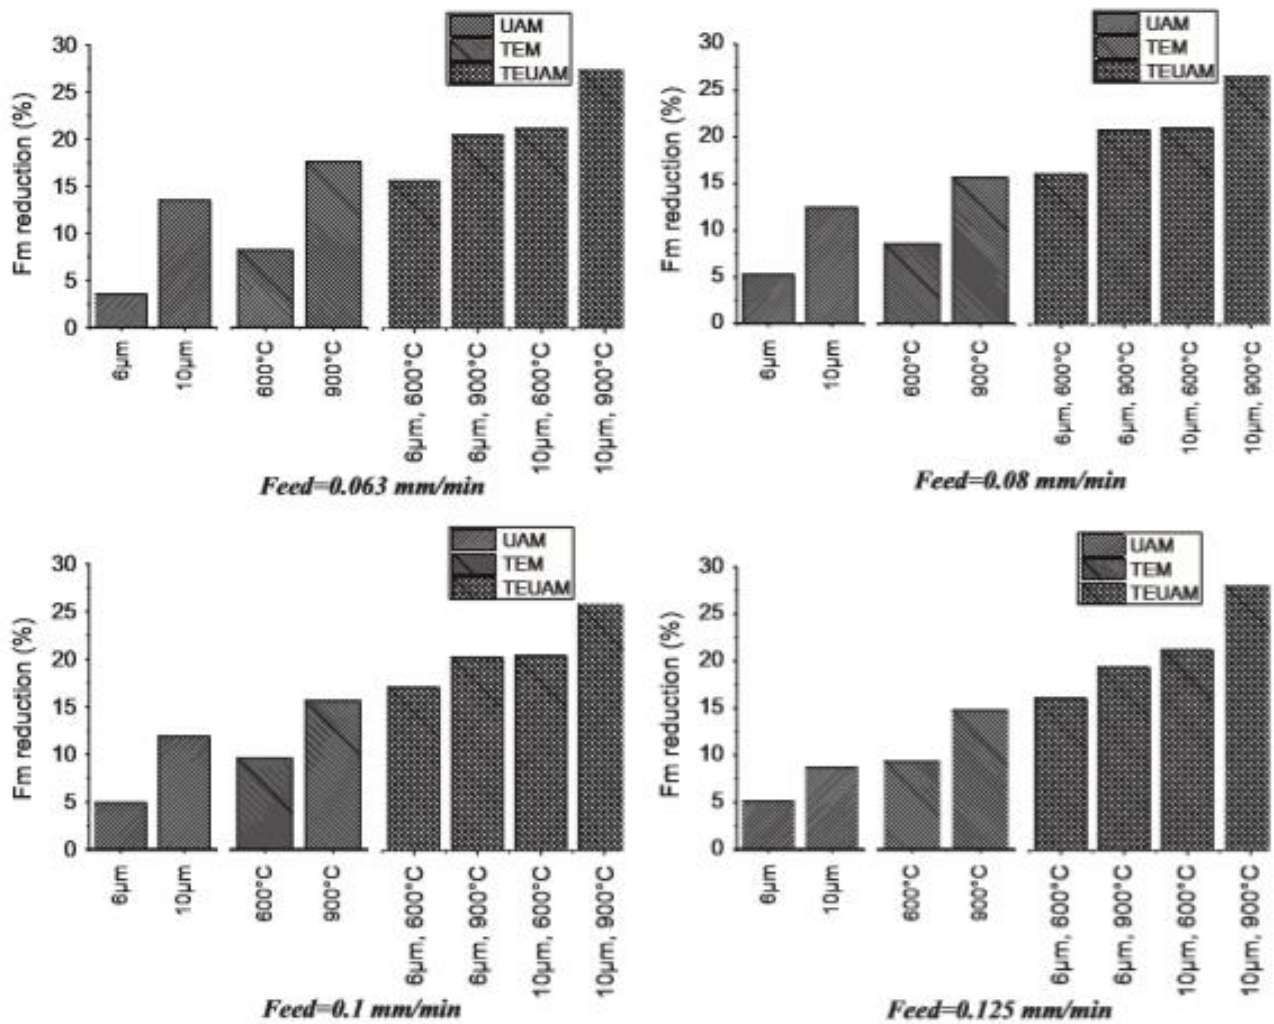 UAM
TEM
TEUAM
Fm reduction (%)
30
25
20
15
10
5
0
6μm
10μm
600°C
900°C
6μm, 600°C
6μm, 900°C
10μm, 600°C
10μm, 900°C
Feed=0.063 mm/min
UAM
TEM
TEUAM
Fm reduction (%)
30
25
20
15
10
5
0
6μm
10μm
600°C
900°C
6μm, 600°C
6μm, 900°C
10μm, 600°C
10μm, 900°C
Feed=0.08 mm/min
UAM
TEM
TEUAM
Fm reduction (%)
30
25
20
15
10
5
0
6μm
10μm
600°C
900°C
6μm, 600°C
6μm, 900°C
10μm, 600°C
10μm, 900°C
Feed=0.1 mm/min
UAM
TEM
TEUAM
Fm reduction (%)
30
25
20
15
10
5
0
6μm
10μm
600°C
900°C
6μm, 600°C
6μm, 900°C
10μm, 600°C
10μm, 900°C
Feed=0.125 mm/min